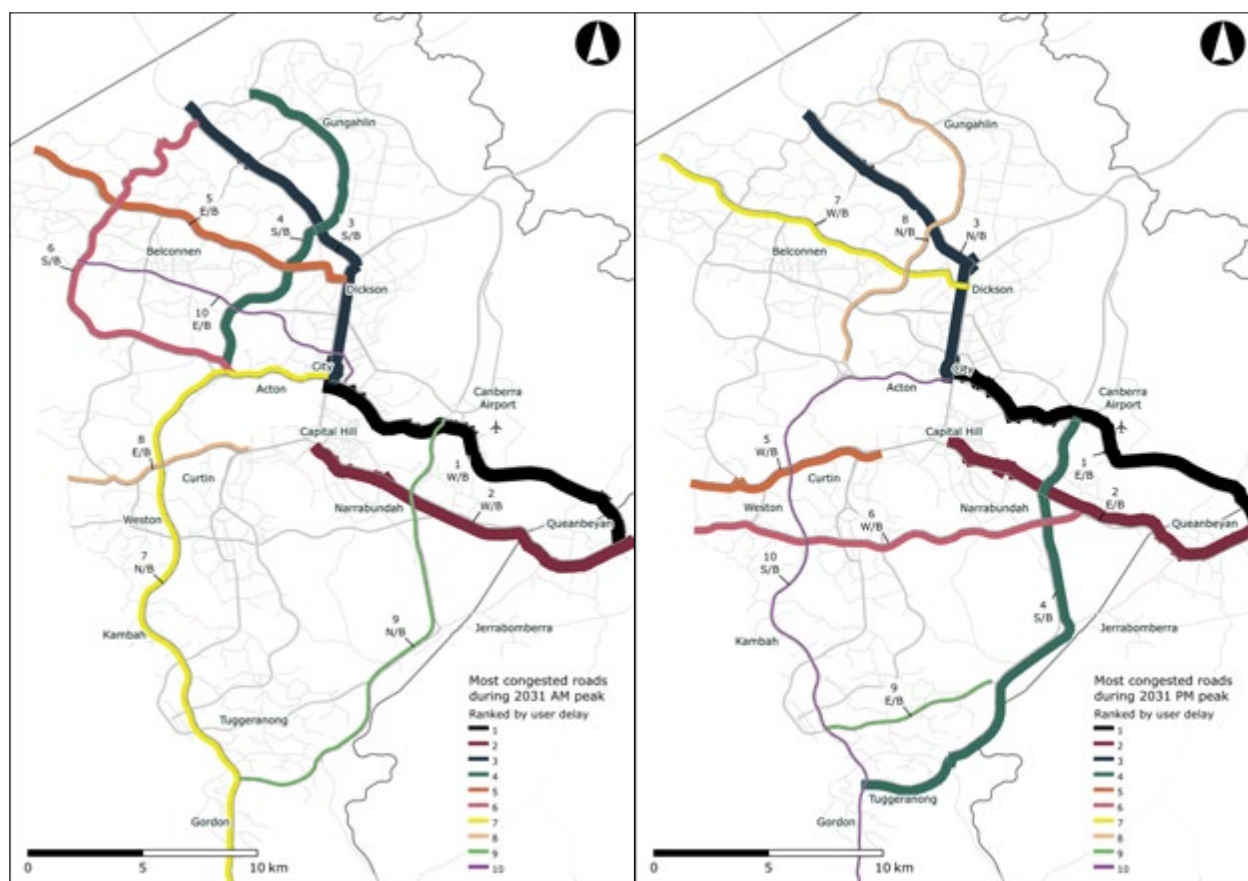 Gungahlin
5
E/B
4
S/B
3
S/B
6
S/B
Belconnen
Dickson
10
E/B
City
Acton
Canberra
Airport
Capital Hill
8
E/B
Curtin
1
W/B
2
W/B
Narrabundah
Weston
Queanbeyan
7
N/B
Kambah
9
N/B
Jerrabomberra
Most congested roads
during 2031 AM peak
Ranked by user delay
1
2
3
4
5
6
7
8
9
10
Tuggeranong
Gordon
0 5 10 km
Gungahlin
7
W/B
8
N/B
3
N/B
Belconnen
Dickson
City
Acton
Canberra
Airport
Capital Hill
5
W/B
Curtin
1
E/B
2
E/B
Weston
Narrabundah
Queanbeyan
6
W/B
10
S/B
4
S/B
Kambah
Jerrabomberra
9
E/B
Most congested roads
during 2031 PM peak
Ranked by user delay
1
2
3
4
5
6
7
8
9
10
Tuggeranong
Gordon
0 5 10 km